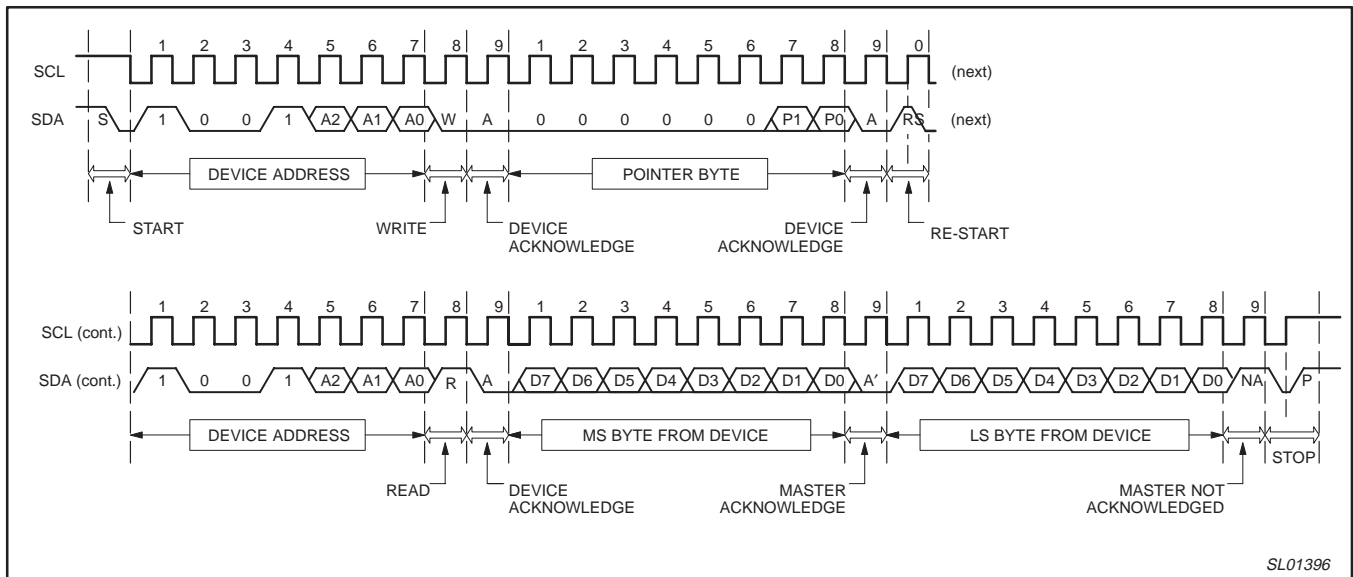 1 2 3 4 5 6 7 8 9 1 2 3 4 5 6 7 8 9 0
SCL (next)
SDA S 1 0 0 1 A2 A1 A0 W A 0 0 0 0 0 0 P1 P0 A RS (next)
DEVICE ADDRESS POINTER BYTE
START WRITE DEVICE DEVICE RE-START
ACKNOWLEDGE ACKNOWLEDGE
1 2 3 4 5 6 7 8 9 1 2 3 4 5 6 7 8 9 1 2 3 4 5 6 7 8 9
SCL (cont.)
SDA (cont.) 1 0 0 1 A2 A1 A0 R A D7 D6 D5 D4 D3 D2 D1 D0 A′ D7 D6 D5 D4 D3 D2 D1 D0 NA P
DEVICE ADDRESS MS BYTE FROM DEVICE LS BYTE FROM DEVICE STOP
READ DEVICE MASTER MASTER NOT
ACKNOWLEDGE ACKNOWLEDGE ACKNOWLEDGED
SL01396